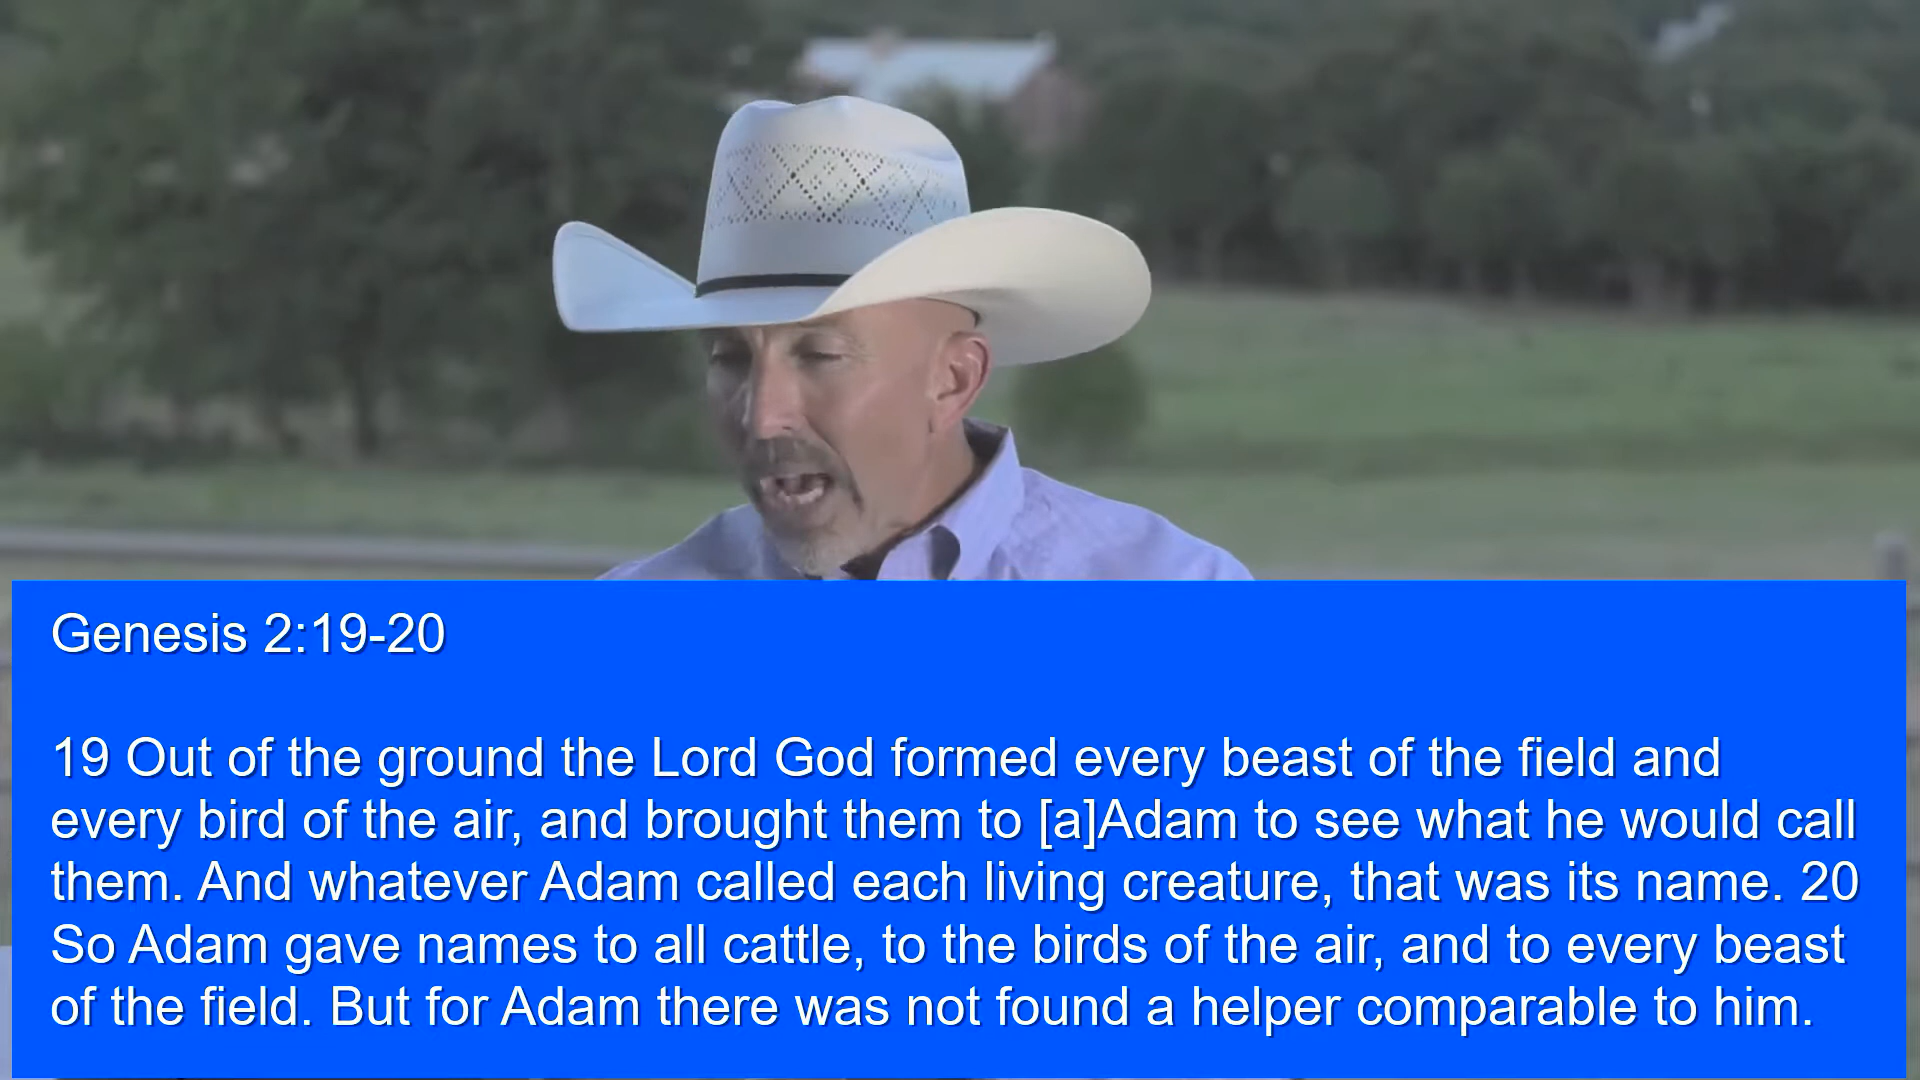 Genesis 2:19-20
19 Out of the ground the Lord God formed every beast of the field and
every bird of the air, and brought them to [a]Adam to see what he would call
them. And whatever Adam called each living creature, that was its name. 20
So Adam gave names to all cattle, to the birds of the air, and to every beast
of the field. But for Adam there was not found a helper comparable to him.